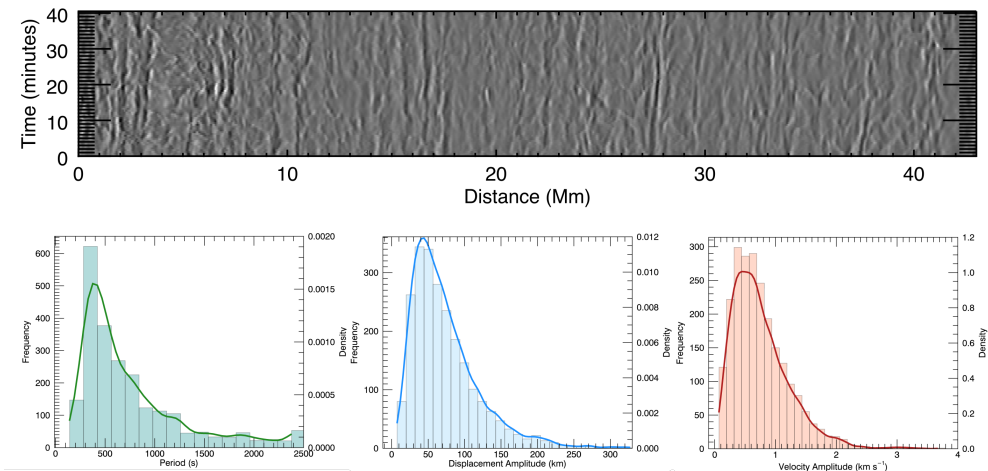 40
30
20
10
0
Time (minutes)
0 10 20 30 40
Distance (Mm)
600
500
400
300
200
100
0
Frequency
0.0020
0.0015
0.0010
0.0005
0.0000
Density
0 500 1000 1500 2000 2500
Period (s)
300
200
100
0
Frequency
0.012
0.010
0.008
0.006
0.004
0.002
0.000
Density
0 50 100 150 200 250 300
Displacement Amplitude (km)
300
250
200
150
100
50
0
Frequency
1.2
1.0
0.8
0.6
0.4
0.2
0.0
Density
0 1 2 3 4
Velocity Amplitude (km s⁻¹)